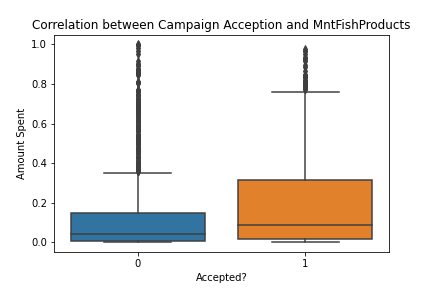 Correlation between Campaign Acception and MntFishProducts
1.0
0.8
0.6
0.4
0.2
0.0
Amount Spent
0 1
Accepted?